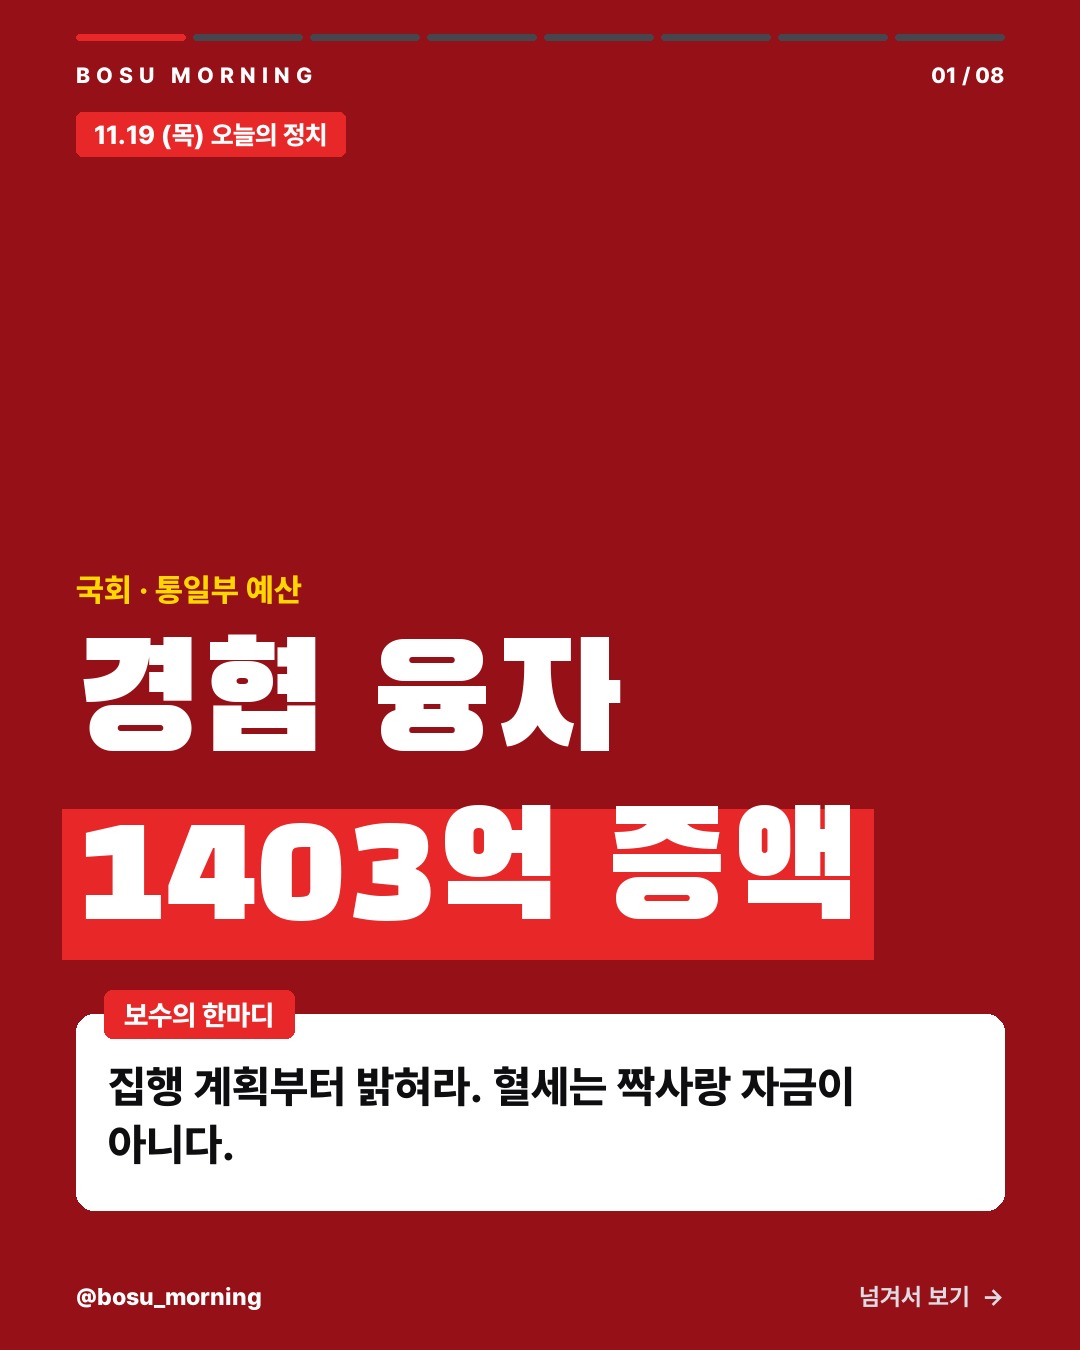 BOSU MORNING
01 / 08
11.19 (목) 오늘의 정치
국회 · 통일부 예산
경협 융자
1403억 증액
보수의 한마디
집행 계획부터 밝혀라. 혈세는 짝사랑 자금이
아니다.
@bosu_morning
넘겨서 보기 →